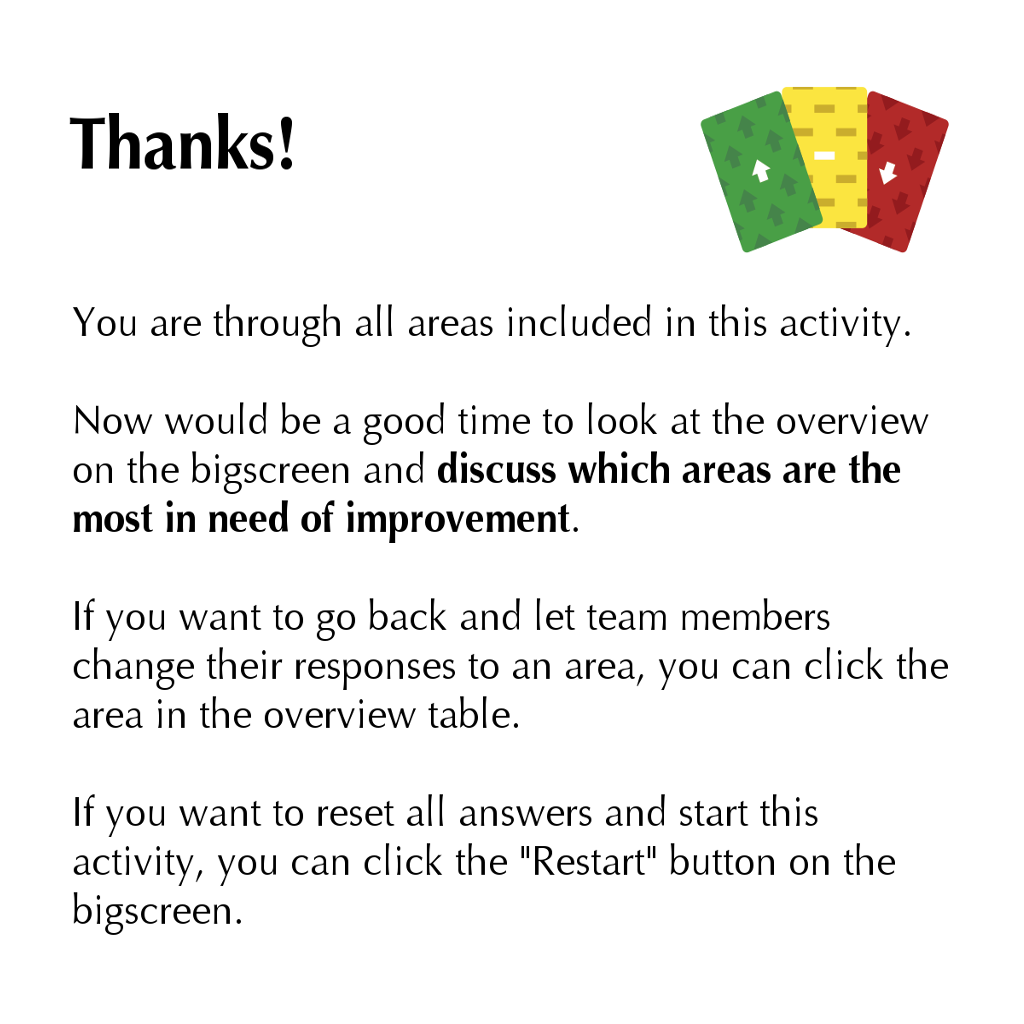 Thanks!
You are through all areas included in this activity.
Now would be a good time to look at the overview
on the bigscreen and discuss which areas are the
most in need of improvement.
If you want to go back and let team members
change their responses to an area, you can click the
area in the overview table.
If you want to reset all answers and start this
activity, you can click the "Restart" button on the
bigscreen.